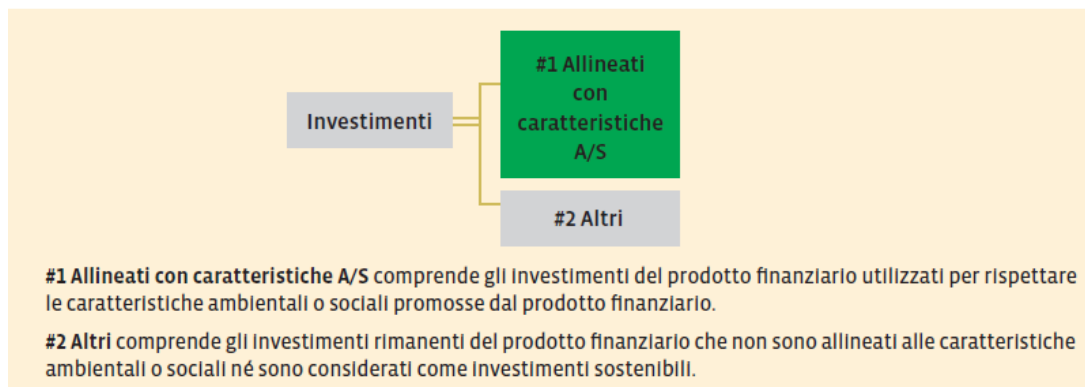 #1 Allineati
con
caratteristiche
A/S
Investimenti
#2 Altri
#1 Allineati con caratteristiche A/S comprende gli investimenti del prodotto finanziario utilizzati per rispettare
le caratteristiche ambientali o sociali promosse dal prodotto finanziario.
#2 Altri comprende gli investimenti rimanenti del prodotto finanziario che non sono allineati alle caratteristiche
ambientali o sociali né sono considerati come investimenti sostenibili.